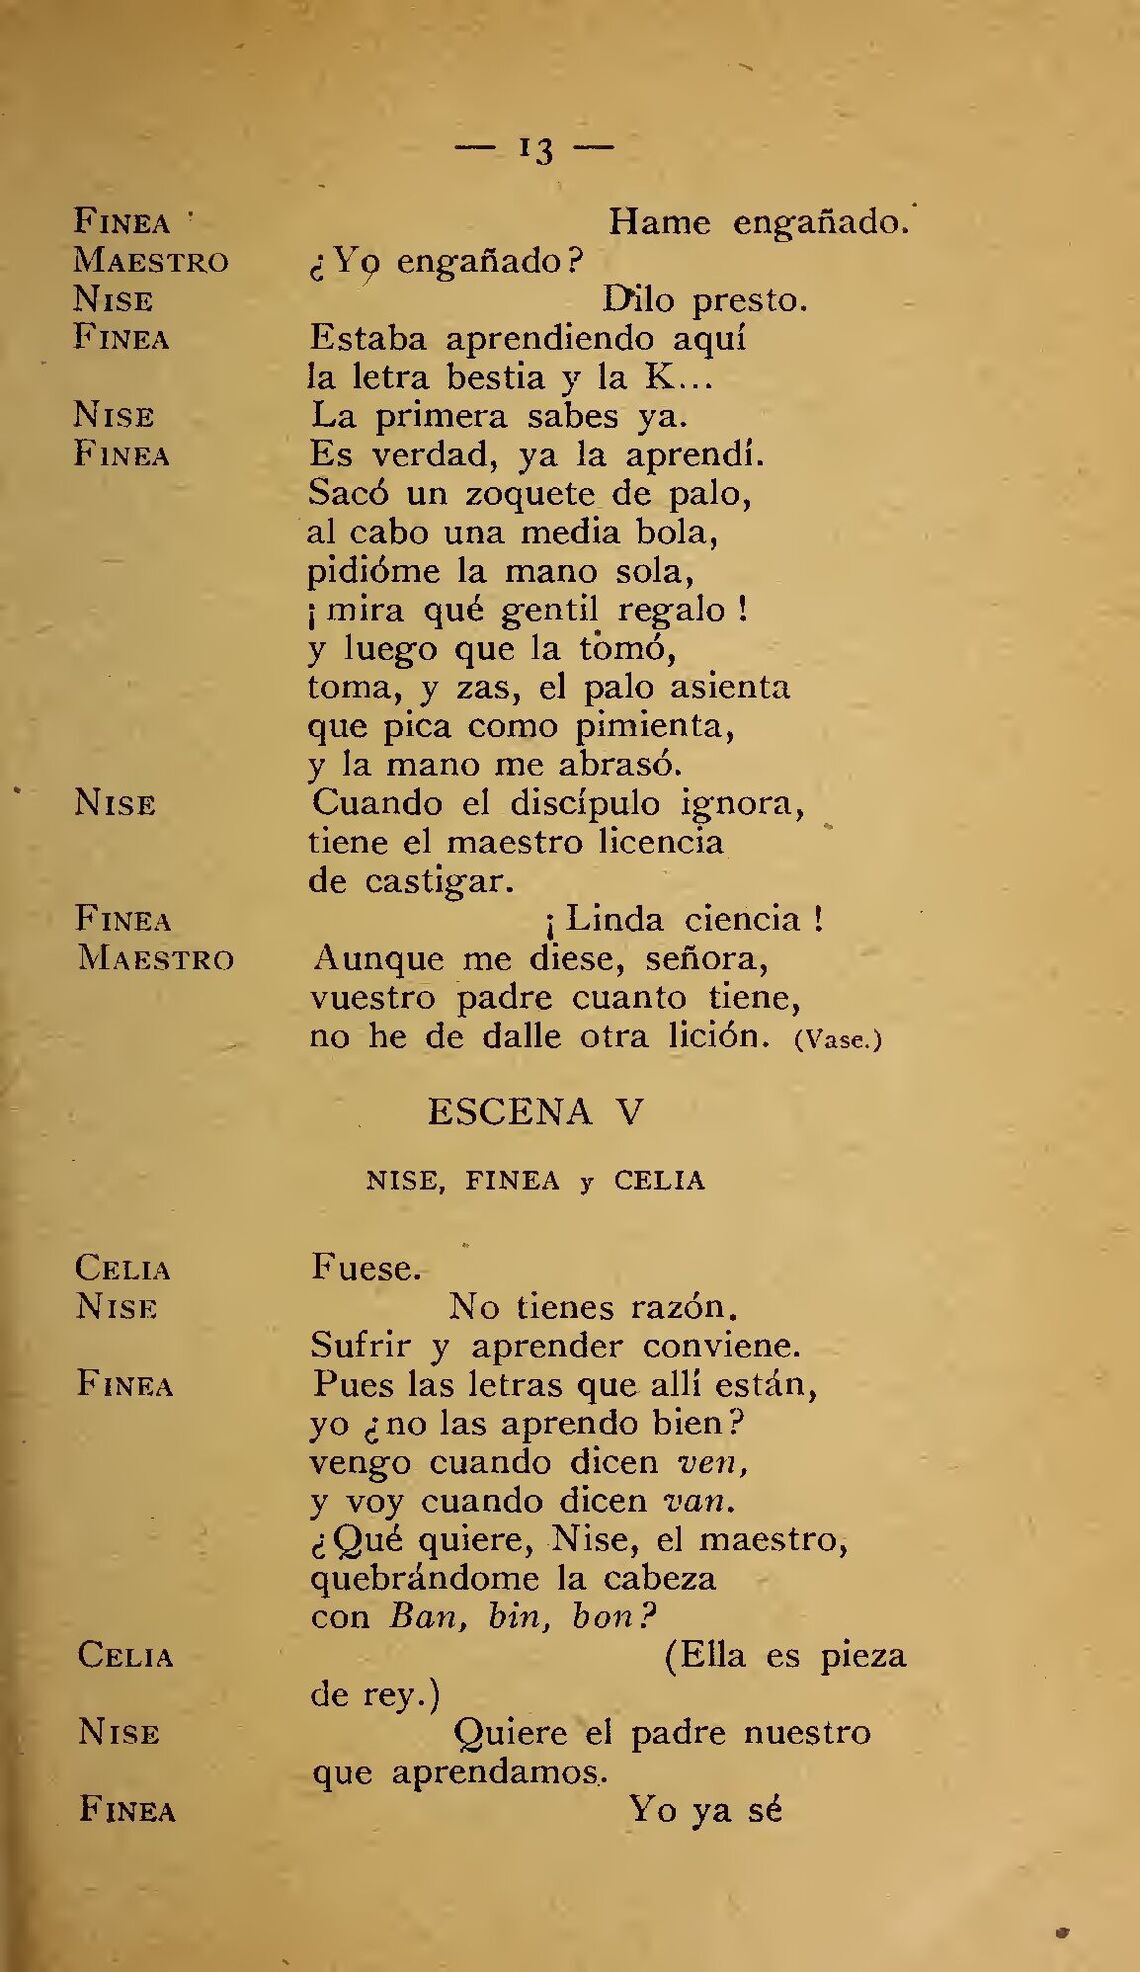 — 13 —
FINEA Hame engañado.
MAESTRO ¿Yo engañado?
NISE Dilo presto.
FINEA Estaba aprendiendo aquí
la letra bestia y la K...
NISE La primera sabes ya.
FINEA Es verdad, ya la aprendí.
Sacó un zoquete de palo,
al cabo una media bola,
pidióme la mano sola,
¡mira qué gentil regalo!
y luego que la tomó,
toma, y zas, el palo asienta
que pica como pimienta,
y la mano me abrasó.
NISE Cuando el discípulo ignora,
tiene el maestro licencia
de castigar.
FINEA ¡Linda ciencia!
MAESTRO Aunque me diese, señora,
vuestro padre cuanto tiene,
no he de dalle otra lición. (Vase.)
ESCENA V
NISE, FINEA y CELIA
CELIA Fuese.
NISE No tienes razón.
Sufrir y aprender conviene.
FINEA Pues las letras que allí están,
yo ¿no las aprendo bien?
vengo cuando dicen ven,
y voy cuando dicen van.
¿Qué quiere, Nise, el maestro,
quebrándome la cabeza
con Ban, bin, bon?
CELIA (Ella es pieza
de rey.)
NISE Quiere el padre nuestro
que aprendamos.
FINEA Yo ya sé